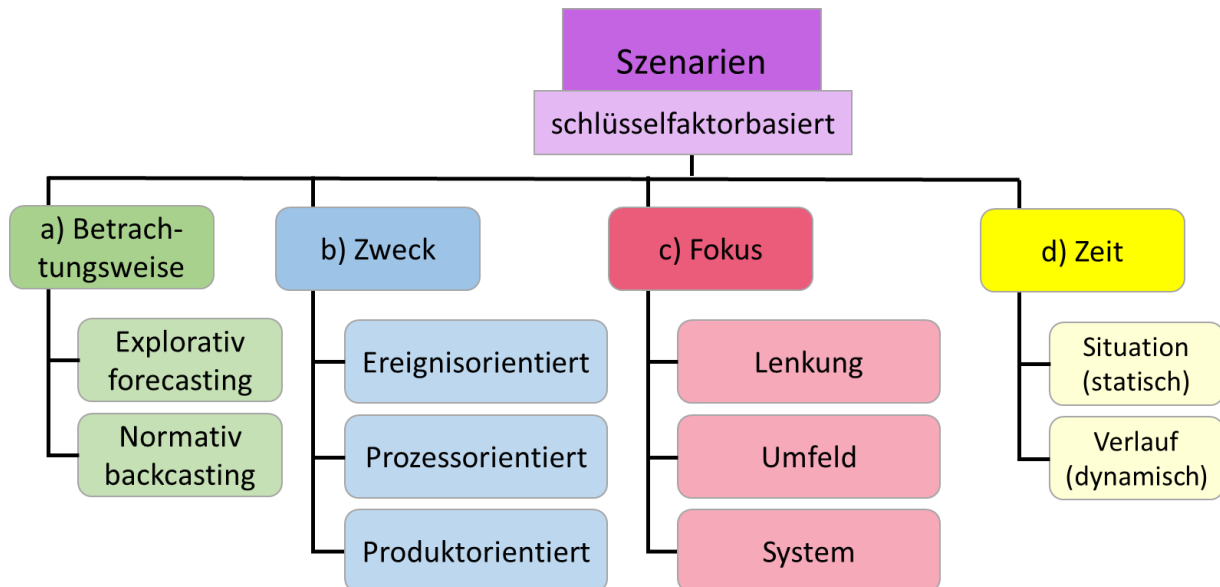 Szenarien
schlüsselfaktorbasiert
a) Betrach-
tungsweise
Explorativ
forecasting
Normativ
backcasting
b) Zweck
Ereignisorientiert
Prozessorientiert
Produktorientiert
c) Fokus
Lenkung
Umfeld
System
d) Zeit
Situation
(statisch)
Verlauf
(dynamisch)